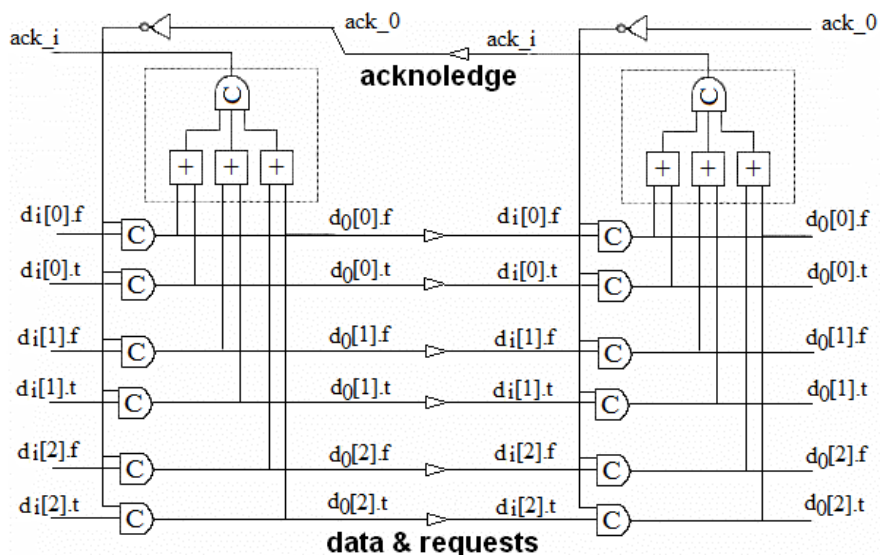 ack_0
ack_0
ack_i
ack_i
acknoledge
C
C
+ + +
+ + +
di[0].f
C
d0[0].f
di[0].f
C
d0[0].f
di[0].t
C
d0[0].t
di[0].t
C
d0[0].t
di[1].f
C
d0[1].f
di[1].f
C
d0[1].f
di[1].t
C
d0[1].t
di[1].t
C
d0[1].t
di[2].f
C
d0[2].f
di[2].f
C
d0[2].f
di[2].t
C
d0[2].t
di[2].t
C
d0[2].t
data & requests